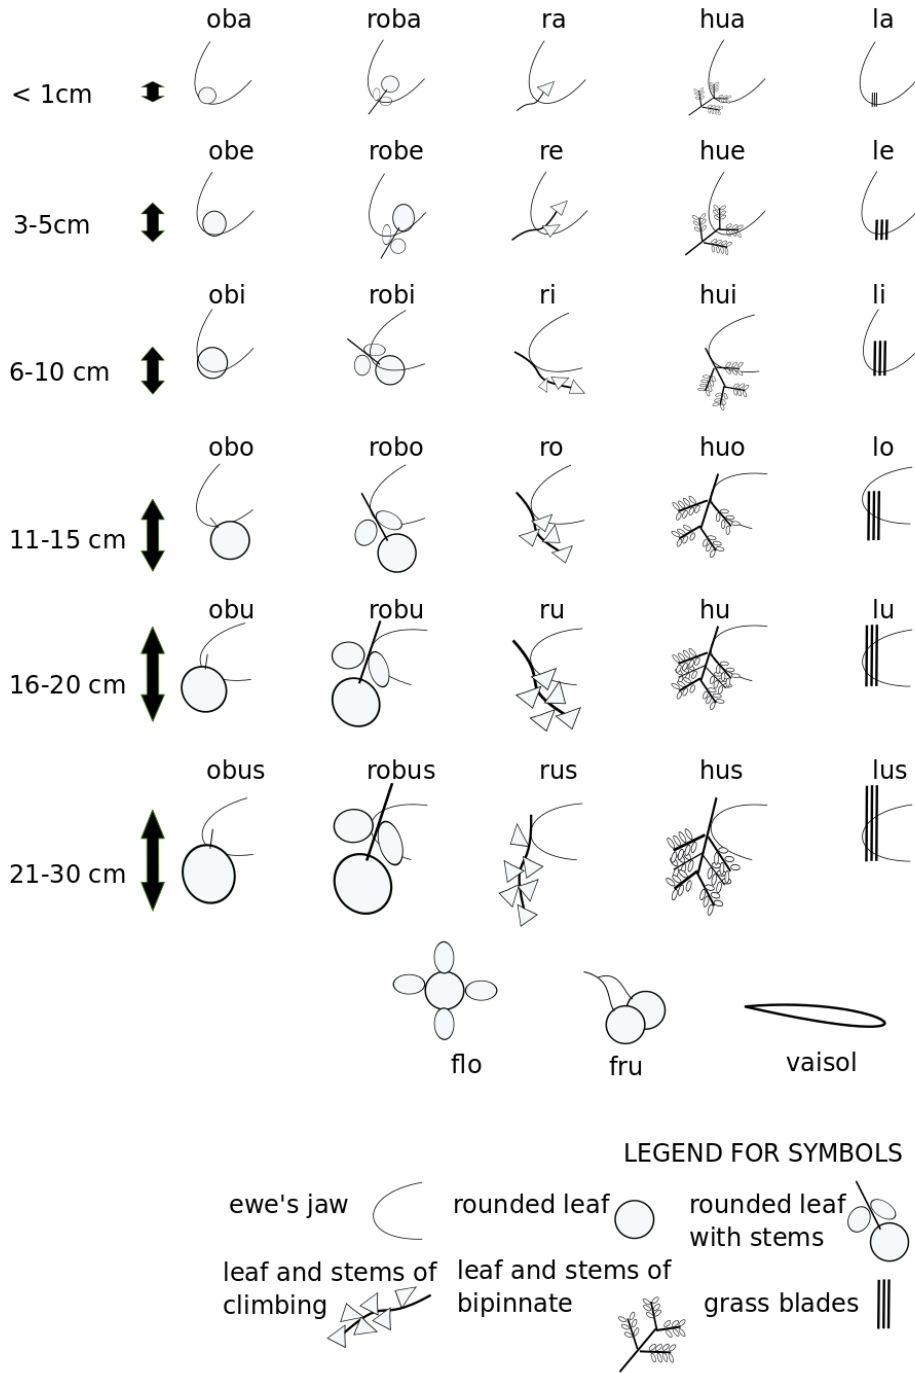 oba roba ra hua la
< 1cm
obe robe re hue le
3-5cm
obi robi ri hui li
6-10 cm
obo robo ro huo lo
11-15 cm
obu robu ru hu lu
16-20 cm
obus robus rus hus lus
21-30 cm
flo fru vaisol
LEGEND FOR SYMBOLS
ewe's jaw
rounded leaf
rounded leaf
with stems
leaf and stems of
climbing
leaf and stems of
bipinnate
grass blades